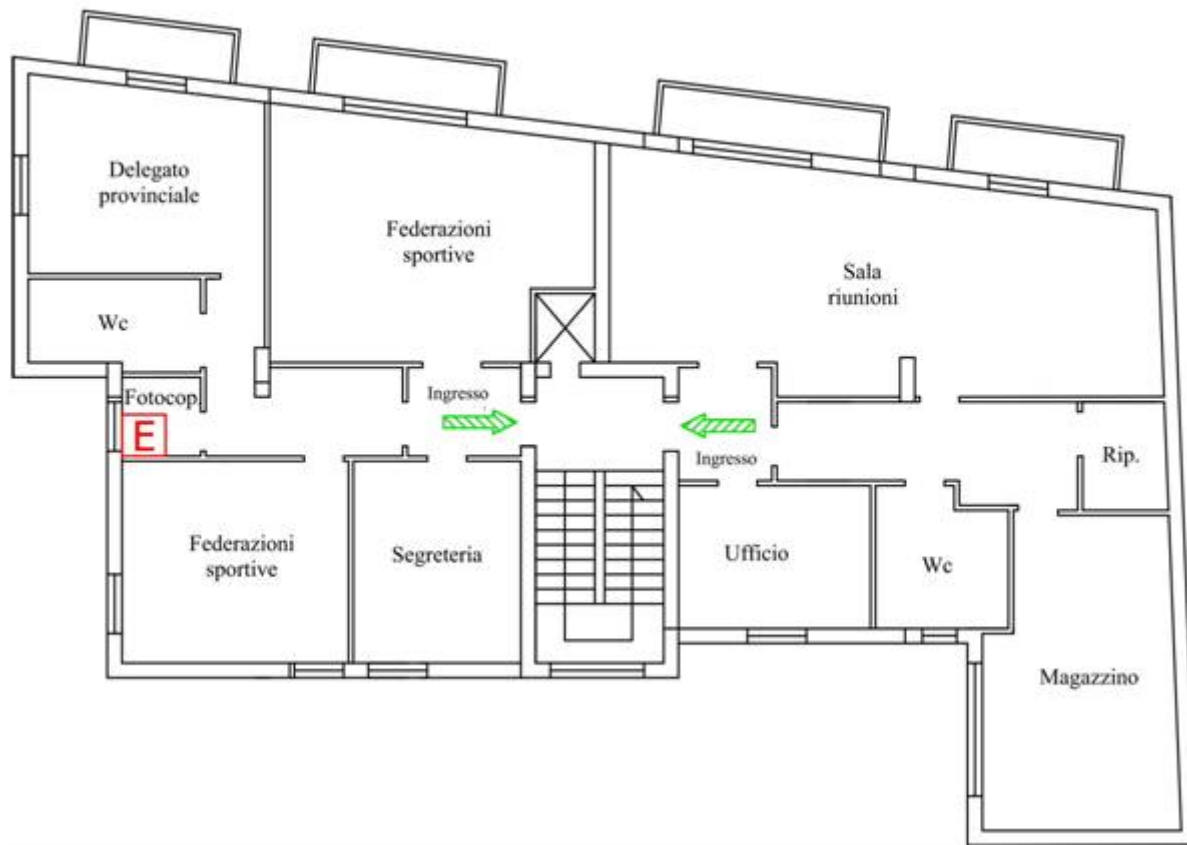 Delegato
provinciale
Federazioni
sportive
Sala
riunioni
Wc
Fotocop.
E
Ingresso
Ingresso
Rip.
Federazioni
sportive
Segreteria
Ufficio
Wc
Magazzino